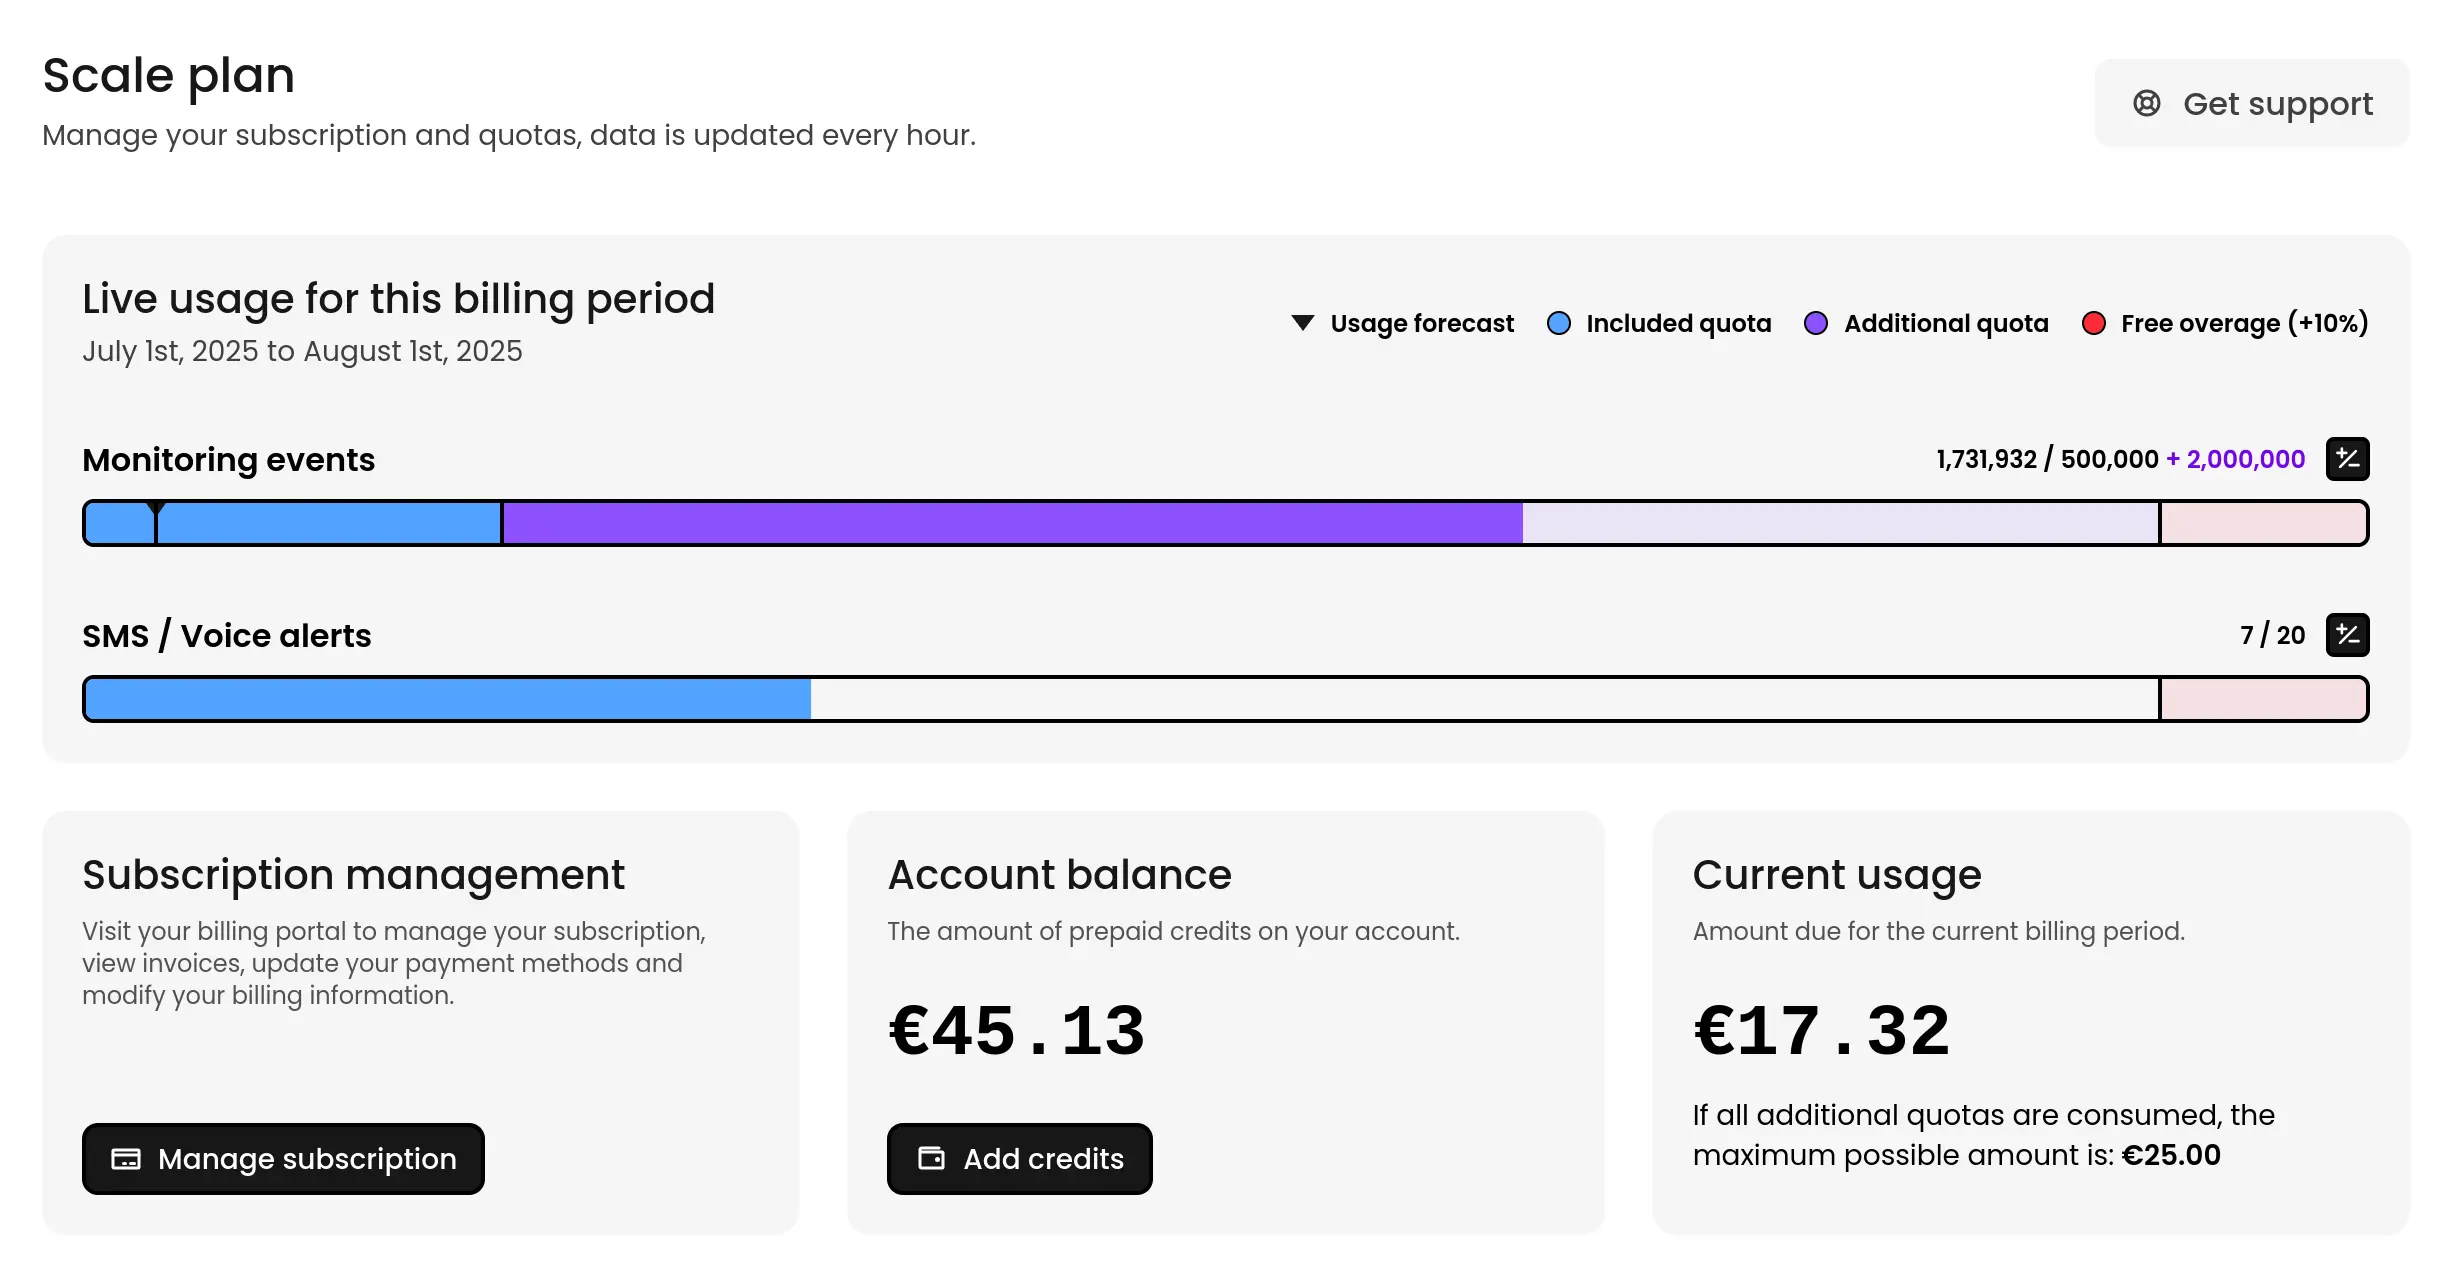 Scale plan
Manage your subscription and quotas, data is updated every hour.
Get support
Live usage for this billing period
July 1st, 2025 to August 1st, 2025
Usage forecast
Included quota
Additional quota
Free overage (+10%)
Monitoring events
1,731,932 / 500,000 + 2,000,000
SMS / Voice alerts
7 / 20
Subscription management
Visit your billing portal to manage your subscription,
view invoices, update your payment methods and
modify your billing information.
Manage subscription
Account balance
The amount of prepaid credits on your account.
€45.13
Add credits
Current usage
Amount due for the current billing period.
€17.32
If all additional quotas are consumed, the
maximum possible amount is: €25.00